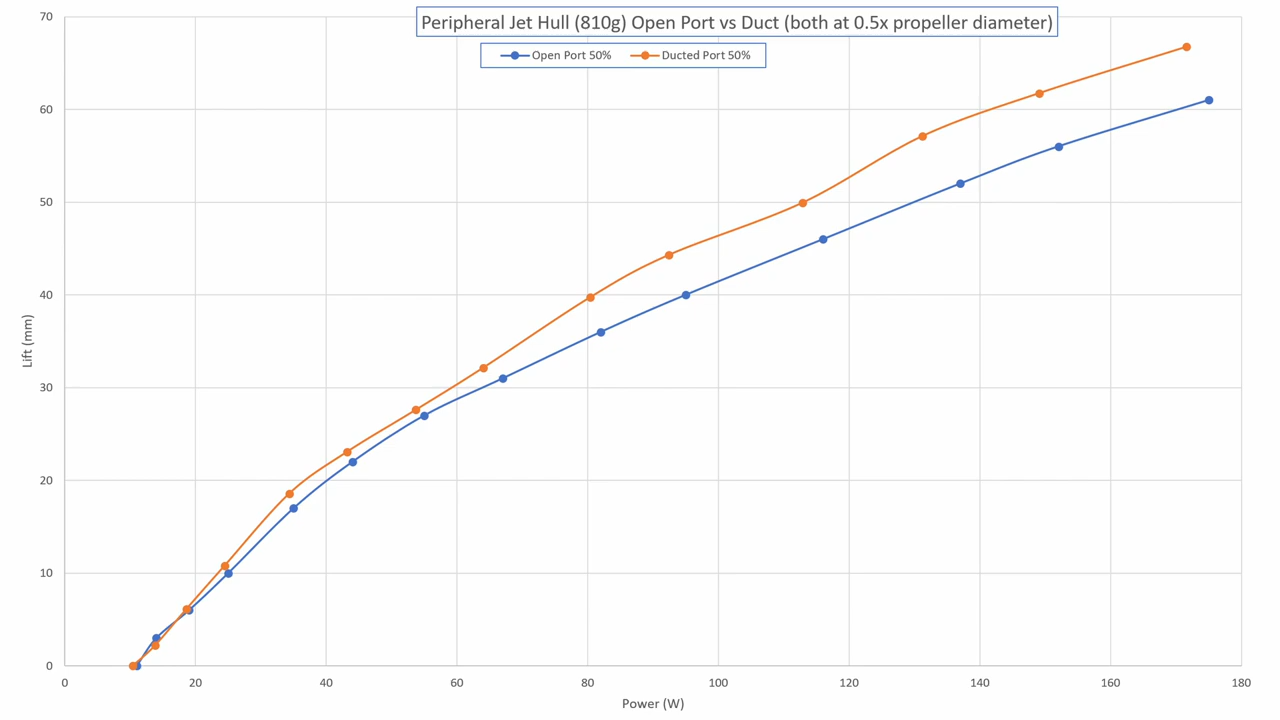 Peripheral Jet Hull (810g) Open Port vs Duct (both at 0.5x propeller diameter)
Open Port 50% Ducted Port 50%
70
60
50
40
30
20
10
0
Lift (mm)
0 20 40 60 80 100 120 140 160 180
Power (W)